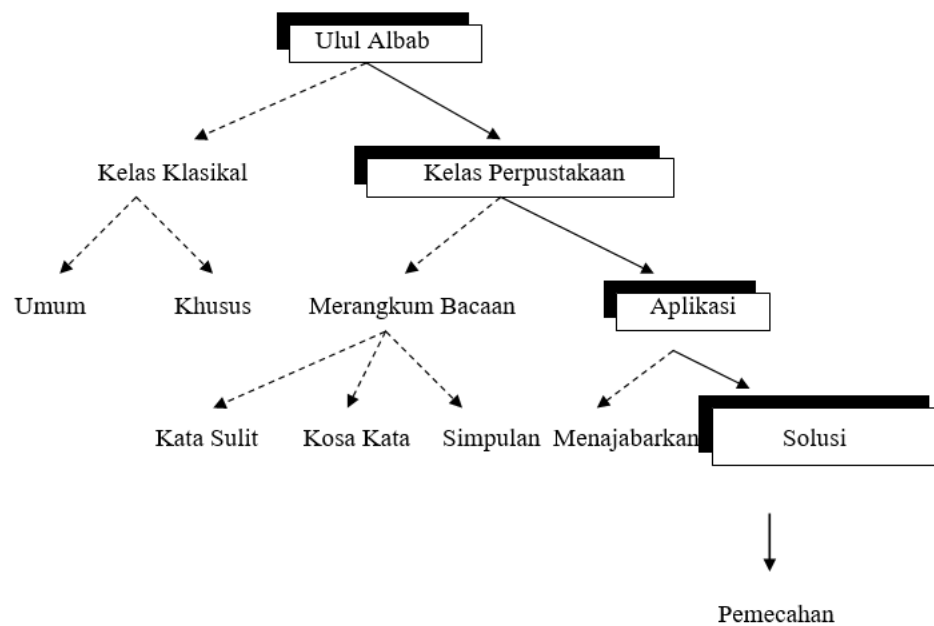 Ulul Albab
Kelas Klasikal
Kelas Perpustakaan
Umum
Khusus
Merangkum Bacaan
Aplikasi
Kata Sulit
Kosa Kata
Simpulan
Menajabarkan
Solusi
Pemecahan